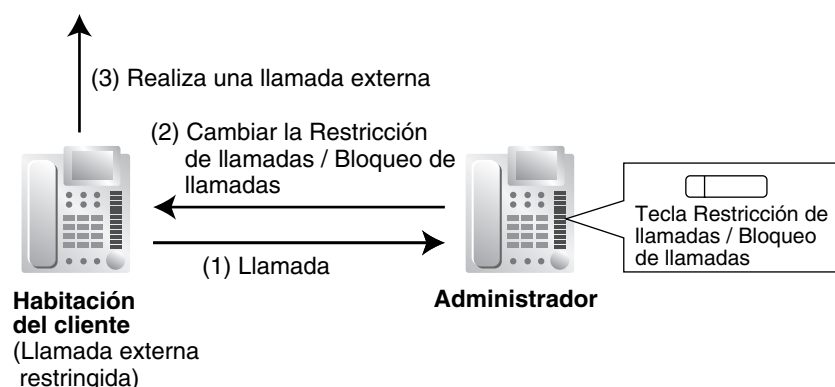 (3) Realiza una llamada externa
(2) Cambiar la Restricción
de llamadas / Bloqueo de
llamadas
Tecla Restricción de
llamadas / Bloqueo
de llamadas
(1) Llamada
Habitación
del cliente
(Llamada externa
restringida)
Administrador